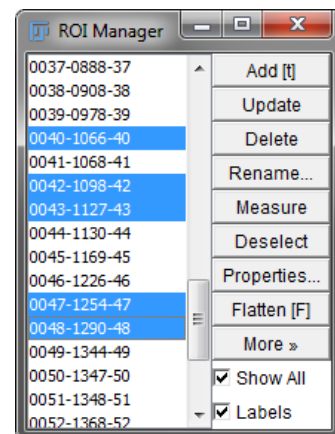 ROI Manager
0037-0888-37
0038-0908-38
0039-0978-39
0040-1066-40
0041-1068-41
0042-1098-42
0043-1127-43
0044-1130-44
0045-1169-45
0046-1226-46
0047-1254-47
0048-1290-48
0049-1344-49
0050-1347-50
0051-1348-51
0052-1368-52
Add [t]
Update
Delete
Rename...
Measure
Deselect
Properties...
Flatten [F]
More »
Show All
Labels